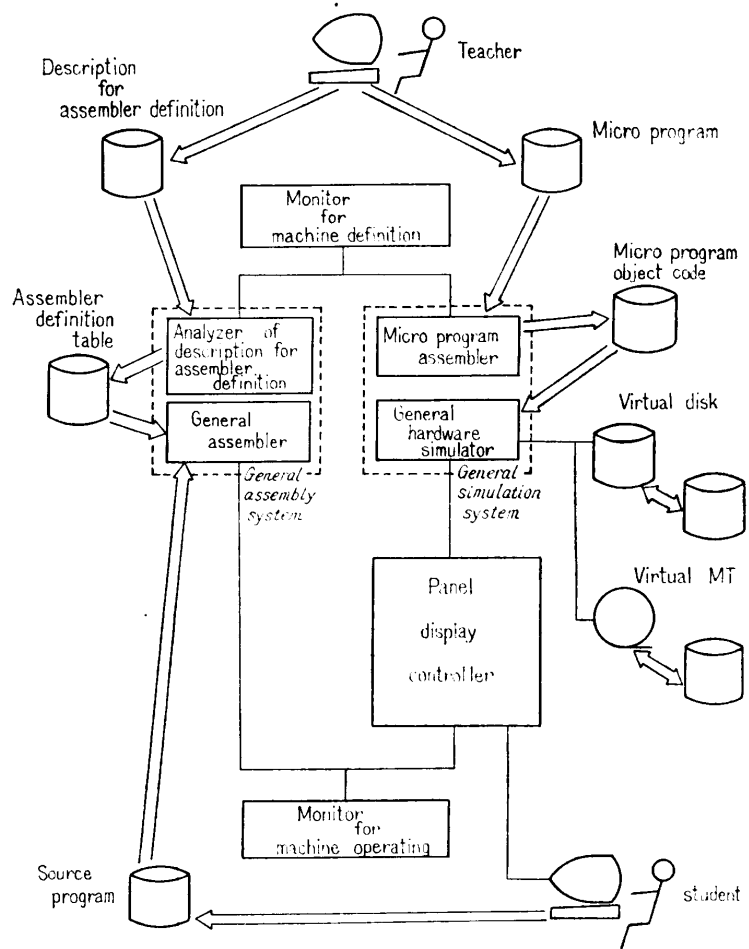 Teacher
Description
for
assembler definition
Micro program
Monitor
for
machine definition
Micro program
object code
Assembler
definition
table
Analyzer of
description for
assembler
definition
Micro program
assembler
General
assembler
General
hardware
simulator
Virtual disk
General
assembly
system
General
simulation
system
Virtual MT
Panel
display
controller
Monitor
for
machine operating
Source
program
student